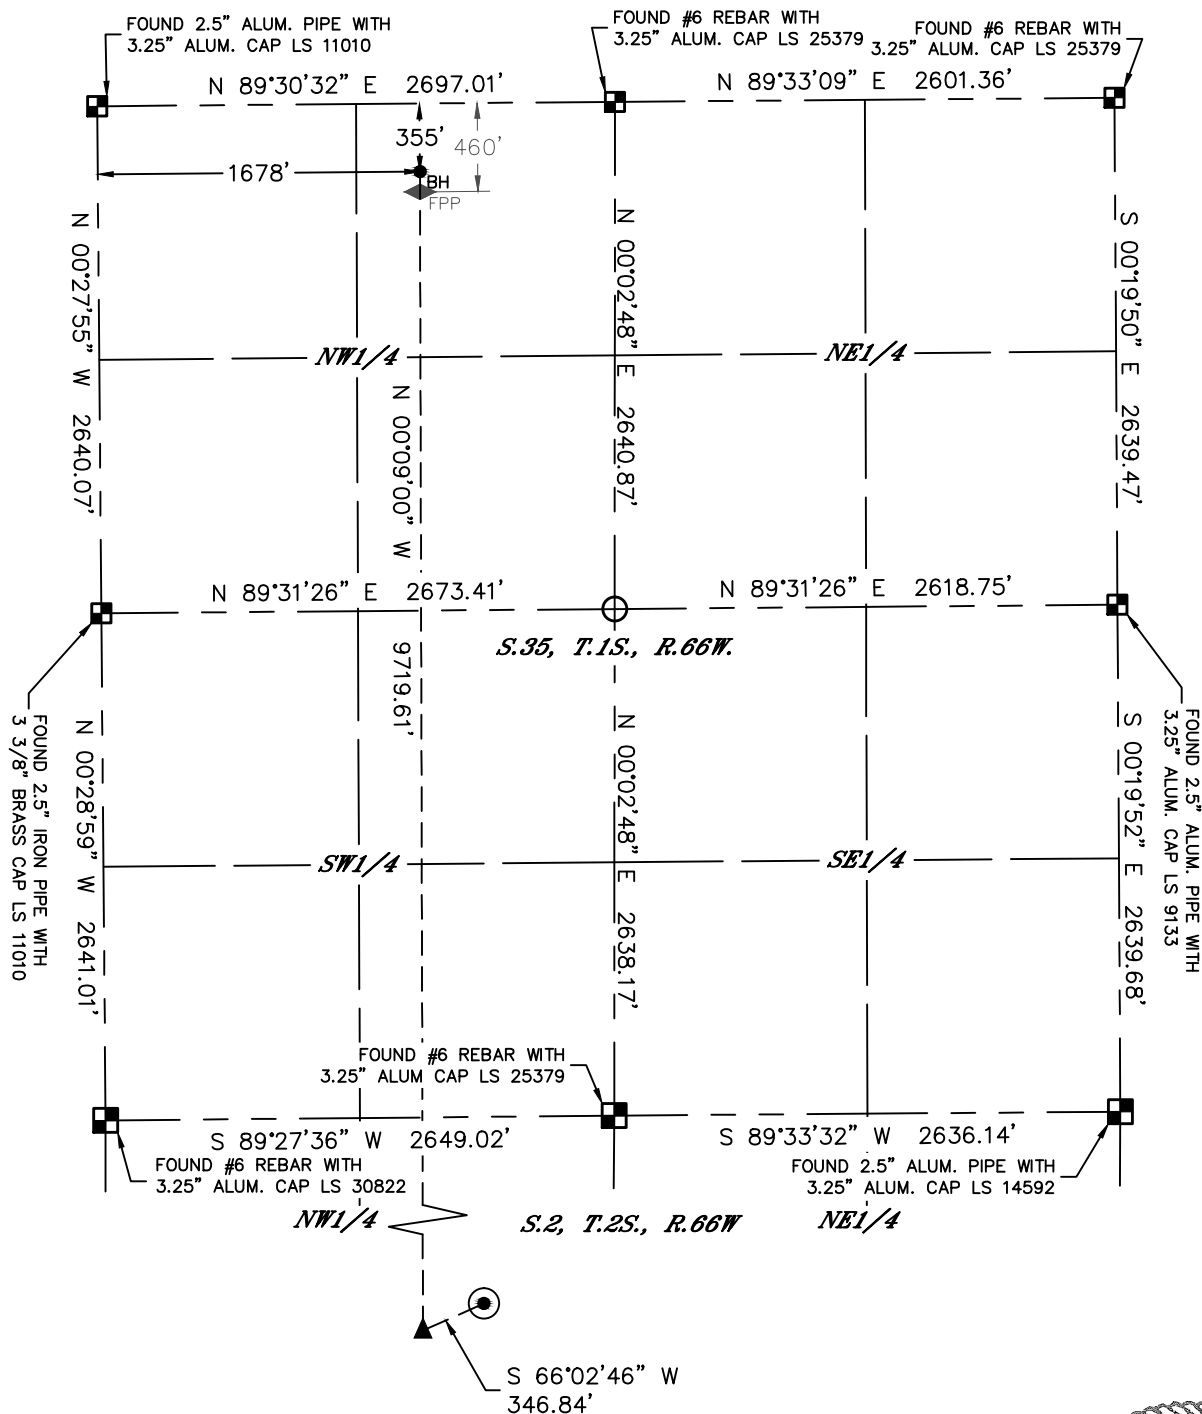 FOUND 2.5" ALUM. PIPE WITH
3.25" ALUM. CAP LS 11010
FOUND #6 REBAR WITH
3.25" ALUM. CAP LS 25379
FOUND #6 REBAR WITH
3.25" ALUM. CAP LS 25379
N 89°30'32" E 2697.01'
N 89°33'09" E 2601.36'
355'
460'
1678'
BH
FPP
N 00°27'55" W 2640.07'
N 00°02'48" E 2640.87'
S 00°19'50" E 2639.47'
NW1/4
NE1/4
N 00°09'00" W 9719.61'
N 89°31'26" E 2673.41'
N 89°31'26" E 2618.75'
S.35, T.1S., R.66W.
FOUND 2.5" IRON PIPE WITH
3 3/8" BRASS CAP LS 11010
N 00°28'59" W 2641.01'
N 00°02'48" E 2638.17'
S 00°19'52" E 2639.68'
FOUND 2.5" ALUM. PIPE WITH
3.25" ALUM. CAP LS 9133
SW1/4
SE1/4
FOUND #6 REBAR WITH
3.25" ALUM CAP LS 25379
S 89°27'36" W 2649.02'
S 89°33'32" W 2636.14'
FOUND #6 REBAR WITH
3.25" ALUM. CAP LS 30822
FOUND 2.5" ALUM. PIPE WITH
3.25" ALUM. CAP LS 14592
NW1/4
S.2, T.2S., R.66W
NE1/4
S 66°02'46" W
346.84'